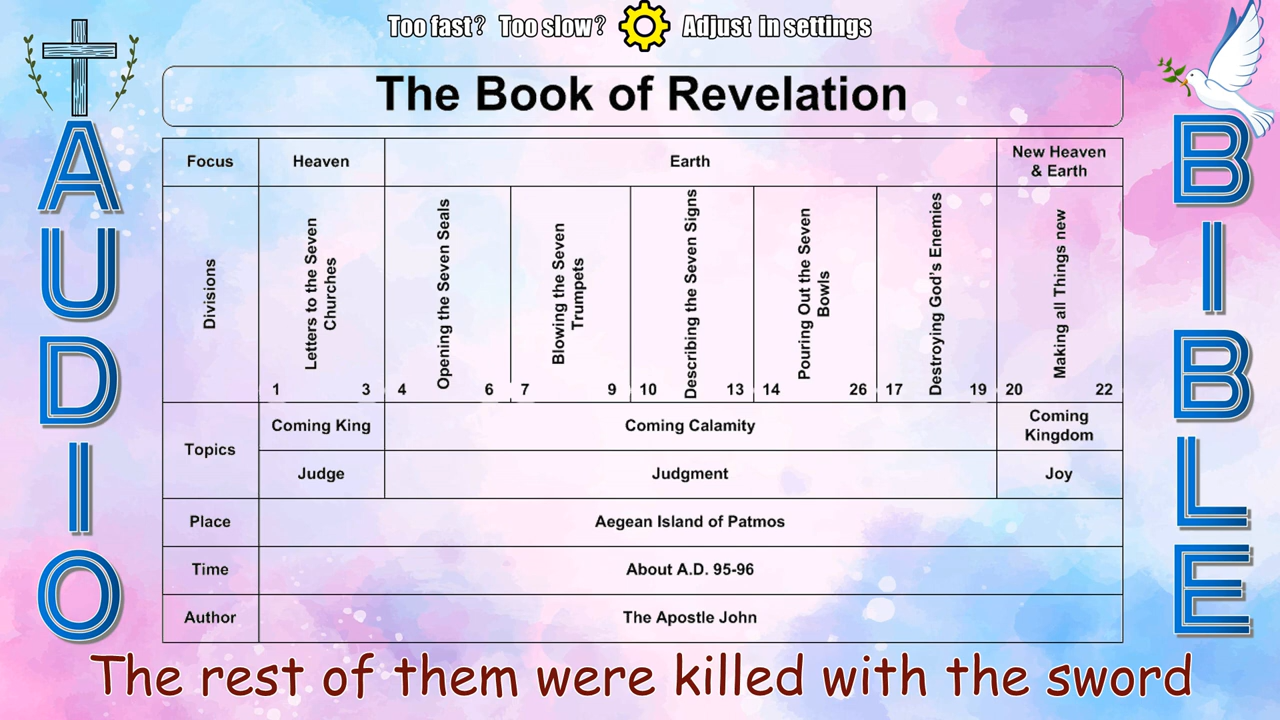 Too fast? Too slow? Adjust in settings
AUDIO
BIBLE
The Book of Revelation
Focus
Heaven
Earth
New Heaven
& Earth
Divisions
Letters to the Seven
Churches
Opening the Seven Seals
Blowing the Seven
Trumpets
Describing the Seven Signs
Pouring Out the Seven
Bowls
Destroying God's Enemies
Making all Things new
1 3 4 6 7 9 10 13 14 26 17 19 20 22
Topics
Coming King
Coming Calamity
Coming
Kingdom
Judge
Judgment
Joy
Place
Aegean Island of Patmos
Time
About A.D. 95-96
Author
The Apostle John
The rest of them were killed with the sword